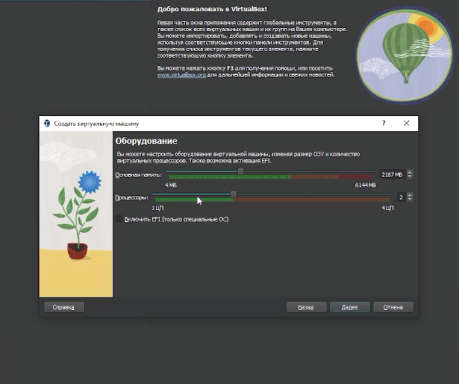 Добро пожаловать в VirtualBox!
Левая часть окна приложения содержит глобальные инструменты, а
также список всех виртуальных машин и их групп на Вашем компьютере.
Вы можете импортировать, добавлять и создавать новые машины,
используя соответствующие кнопки панели инструментов. Для
получения списка инструментов текущего элемента, нажмите
соответствующую кнопку элемента.
Вы можете нажать кнопку F1 для получения помощи, или посетить
www.virtualbox.org для дальнейшей информации и свежих новостей.
Создать виртуальную машину
? ×
Оборудование
Вы можете настроить оборудование виртуальной машины, изменив размер ОЗУ и количество
виртуальных процессоров. Также возможна активация EFI.
Основная память: 2167 МБ
4 МБ 6144 МБ
Процессоры: 2
1 ЦП 4 ЦП
Включить EFI (только специальные ОС)
Справка Назад Далее Отмена